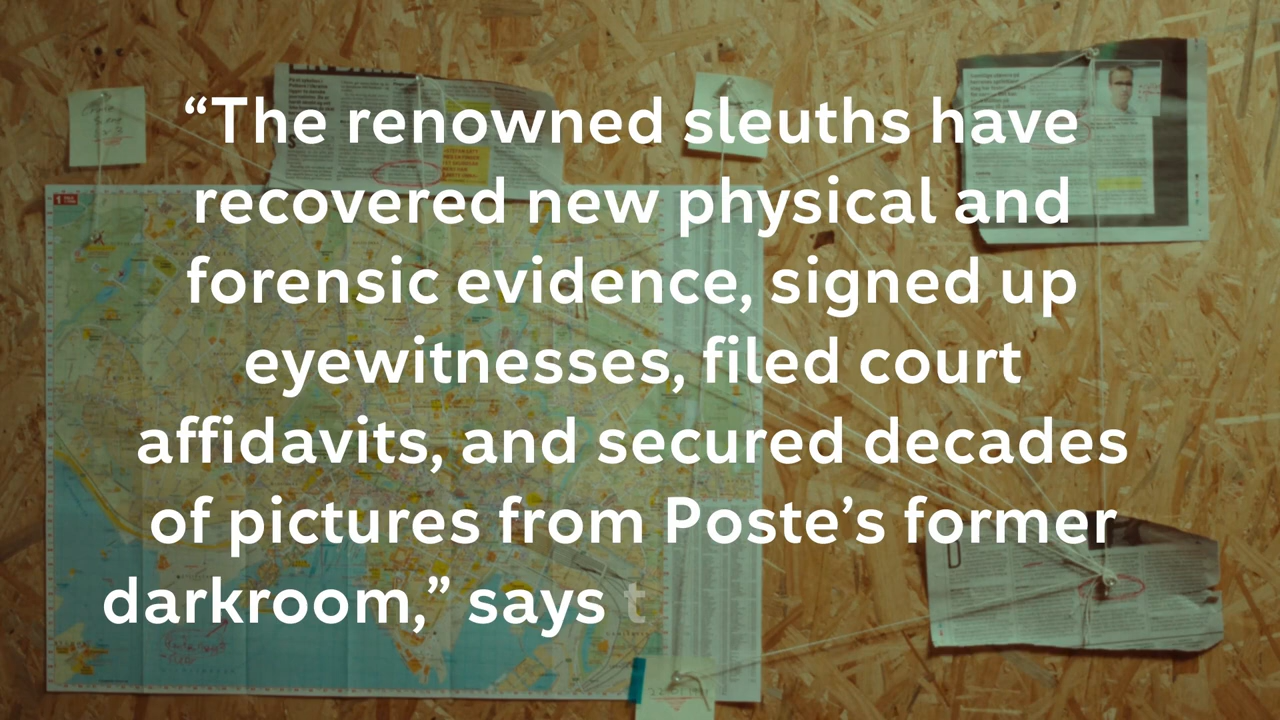 “The renowned sleuths have
recovered new physical and
forensic evidence, signed up
eyewitnesses, filed court
affidavits, and secured decades
of pictures from Poste’s former
darkroom,” says t